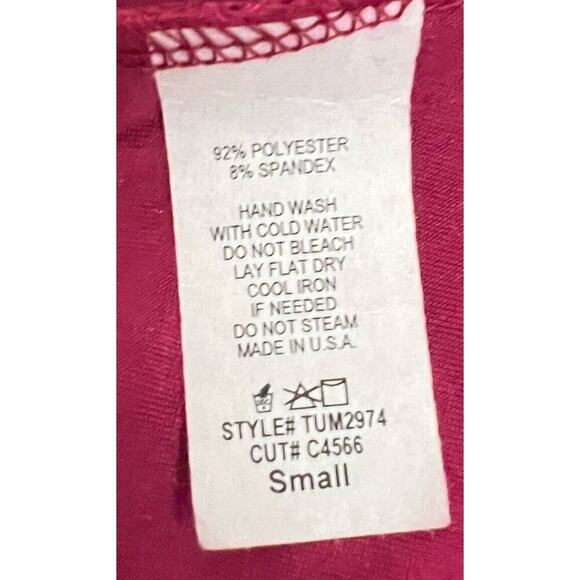 92% POLYESTER
8% SPANDEX
HAND WASH
WITH COLD WATER
DO NOT BLEACH
LAY FLAT DRY
COOL IRON
IF NEEDED
DO NOT STEAM
MADE IN U.S.A.
STYLE# TUM2974
CUT# C4566
Small